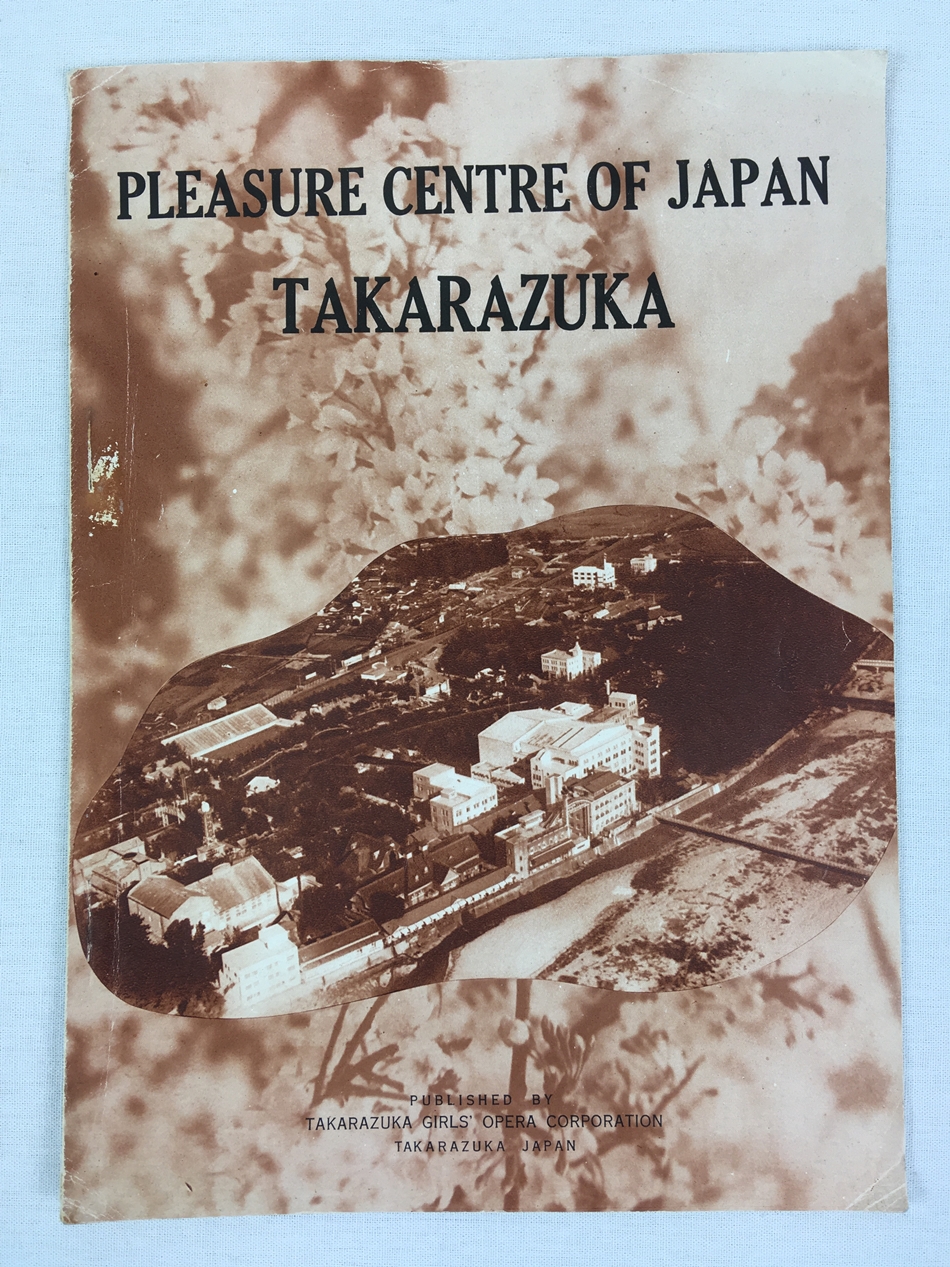 PLEASURE CENTRE OF JAPAN
TAKARAZUKA
PUBLISHED BY
TAKARAZUKA GIRLS' OPERA CORPORATION
TAKARAZUKA JAPAN